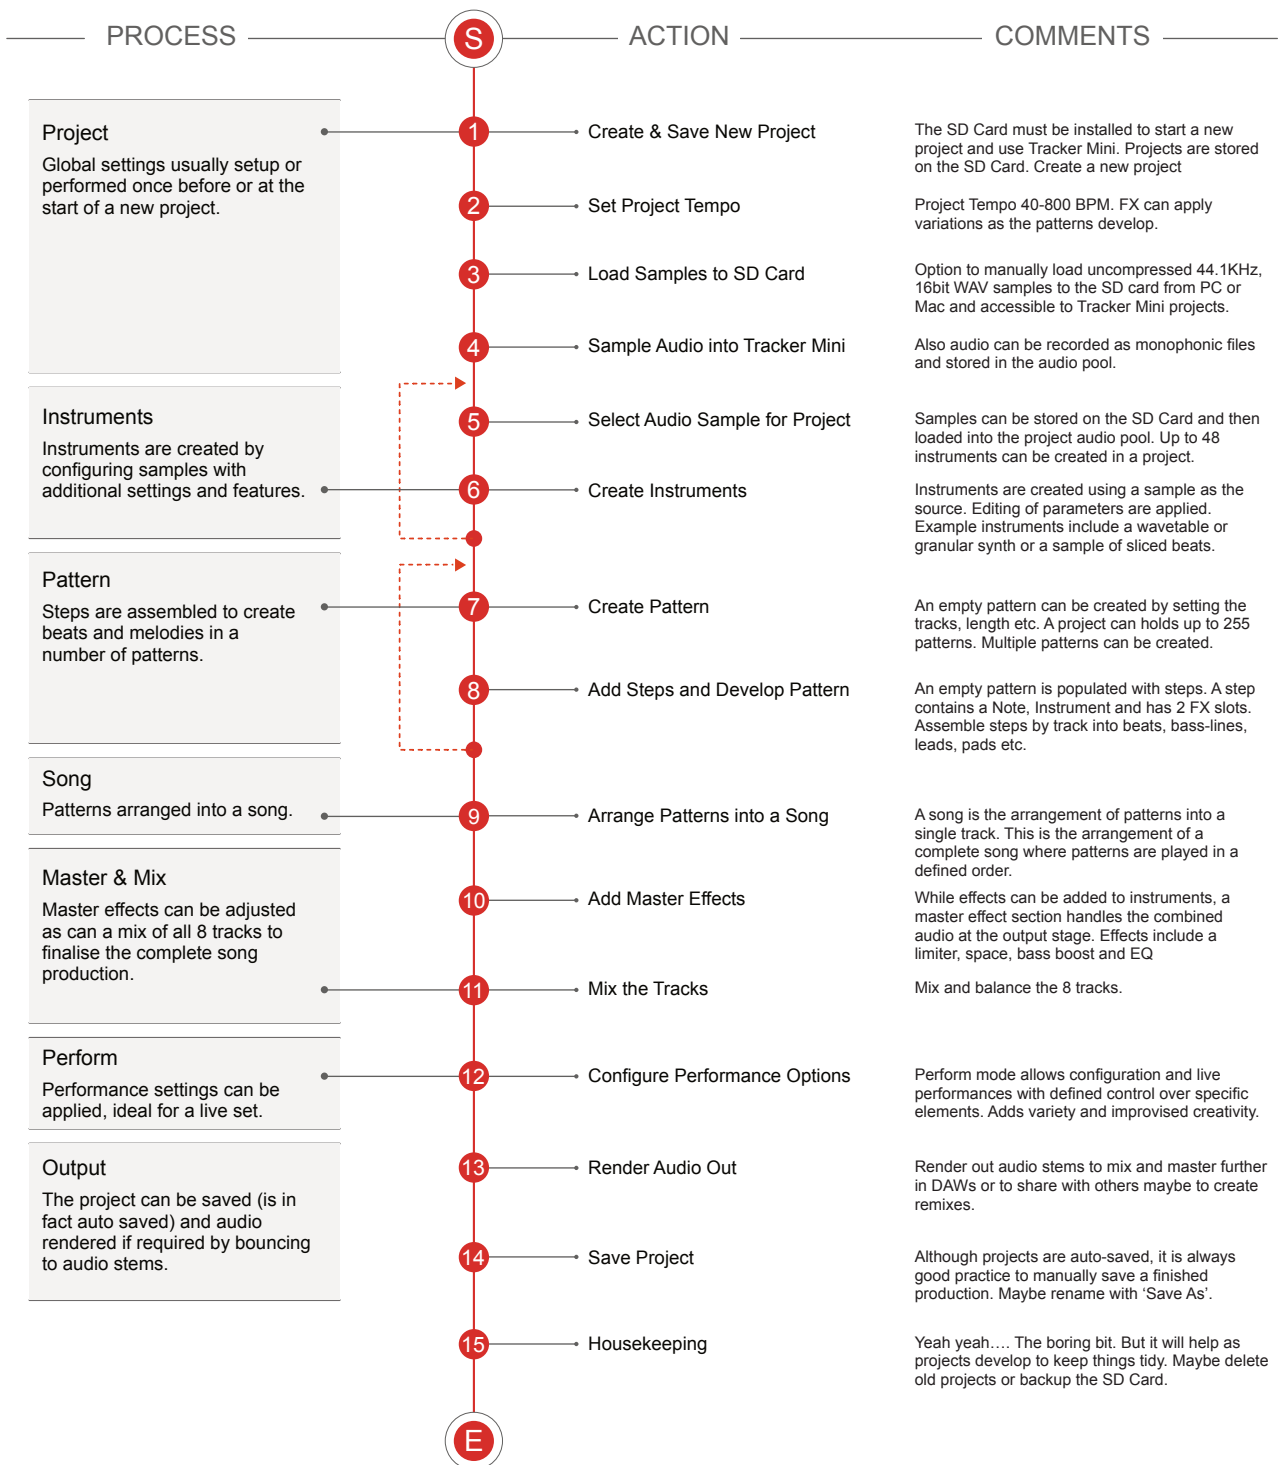 PROCESS
S
ACTION
COMMENTS
Project
Global settings usually setup or
performed once before or at the
start of a new project.
1
Create & Save New Project
The SD Card must be installed to start a new
project and use Tracker Mini. Projects are stored
on the SD Card. Create a new project
2
Set Project Tempo
Project Tempo 40-800 BPM. FX can apply
variations as the patterns develop.
3
Load Samples to SD Card
Option to manually load uncompressed 44.1KHz,
16bit WAV samples to the SD card from PC or
Mac and accessible to Tracker Mini projects.
4
Sample Audio into Tracker Mini
Also audio can be recorded as monophonic files
and stored in the audio pool.
Instruments
Instruments are created by
configuring samples with
additional settings and features.
5
Select Audio Sample for Project
Samples can be stored on the SD Card and then
loaded into the project audio pool. Up to 48
instruments can be created in a project.
6
Create Instruments
Instruments are created using a sample as the
source. Editing of parameters are applied.
Example instruments include a wavetable or
granular synth or a sample of sliced beats.
Pattern
Steps are assembled to create
beats and melodies in a
number of patterns.
7
Create Pattern
An empty pattern can be created by setting the
tracks, length etc. A project can holds up to 255
patterns. Multiple patterns can be created.
8
Add Steps and Develop Pattern
An empty pattern is populated with steps. A step
contains a Note, Instrument and has 2 FX slots.
Assemble steps by track into beats, bass-lines,
leads, pads etc.
Song
Patterns arranged into a song.
9
Arrange Patterns into a Song
A song is the arrangement of patterns into a
single track. This is the arrangement of a
complete song where patterns are played in a
defined order.
Master & Mix
Master effects can be adjusted
as can a mix of all 8 tracks to
finalise the complete song
production.
10
Add Master Effects
While effects can be added to instruments, a
master effect section handles the combined
audio at the output stage. Effects include a
limiter, space, bass boost and EQ
11
Mix the Tracks
Mix and balance the 8 tracks.
Perform
Performance settings can be
applied, ideal for a live set.
12
Configure Performance Options
Perform mode allows configuration and live
performances with defined control over specific
elements. Adds variety and improvised creativity.
Output
The project can be saved (is in
fact auto saved) and audio
rendered if required by bouncing
to audio stems.
13
Render Audio Out
Render out audio stems to mix and master further
in DAWs or to share with others maybe to create
remixes.
14
Save Project
Although projects are auto-saved, it is always
good practice to manually save a finished
production. Maybe rename with ‘Save As’.
15
Housekeeping
Yeah yeah…. The boring bit. But it will help as
projects develop to keep things tidy. Maybe delete
old projects or backup the SD Card.
E